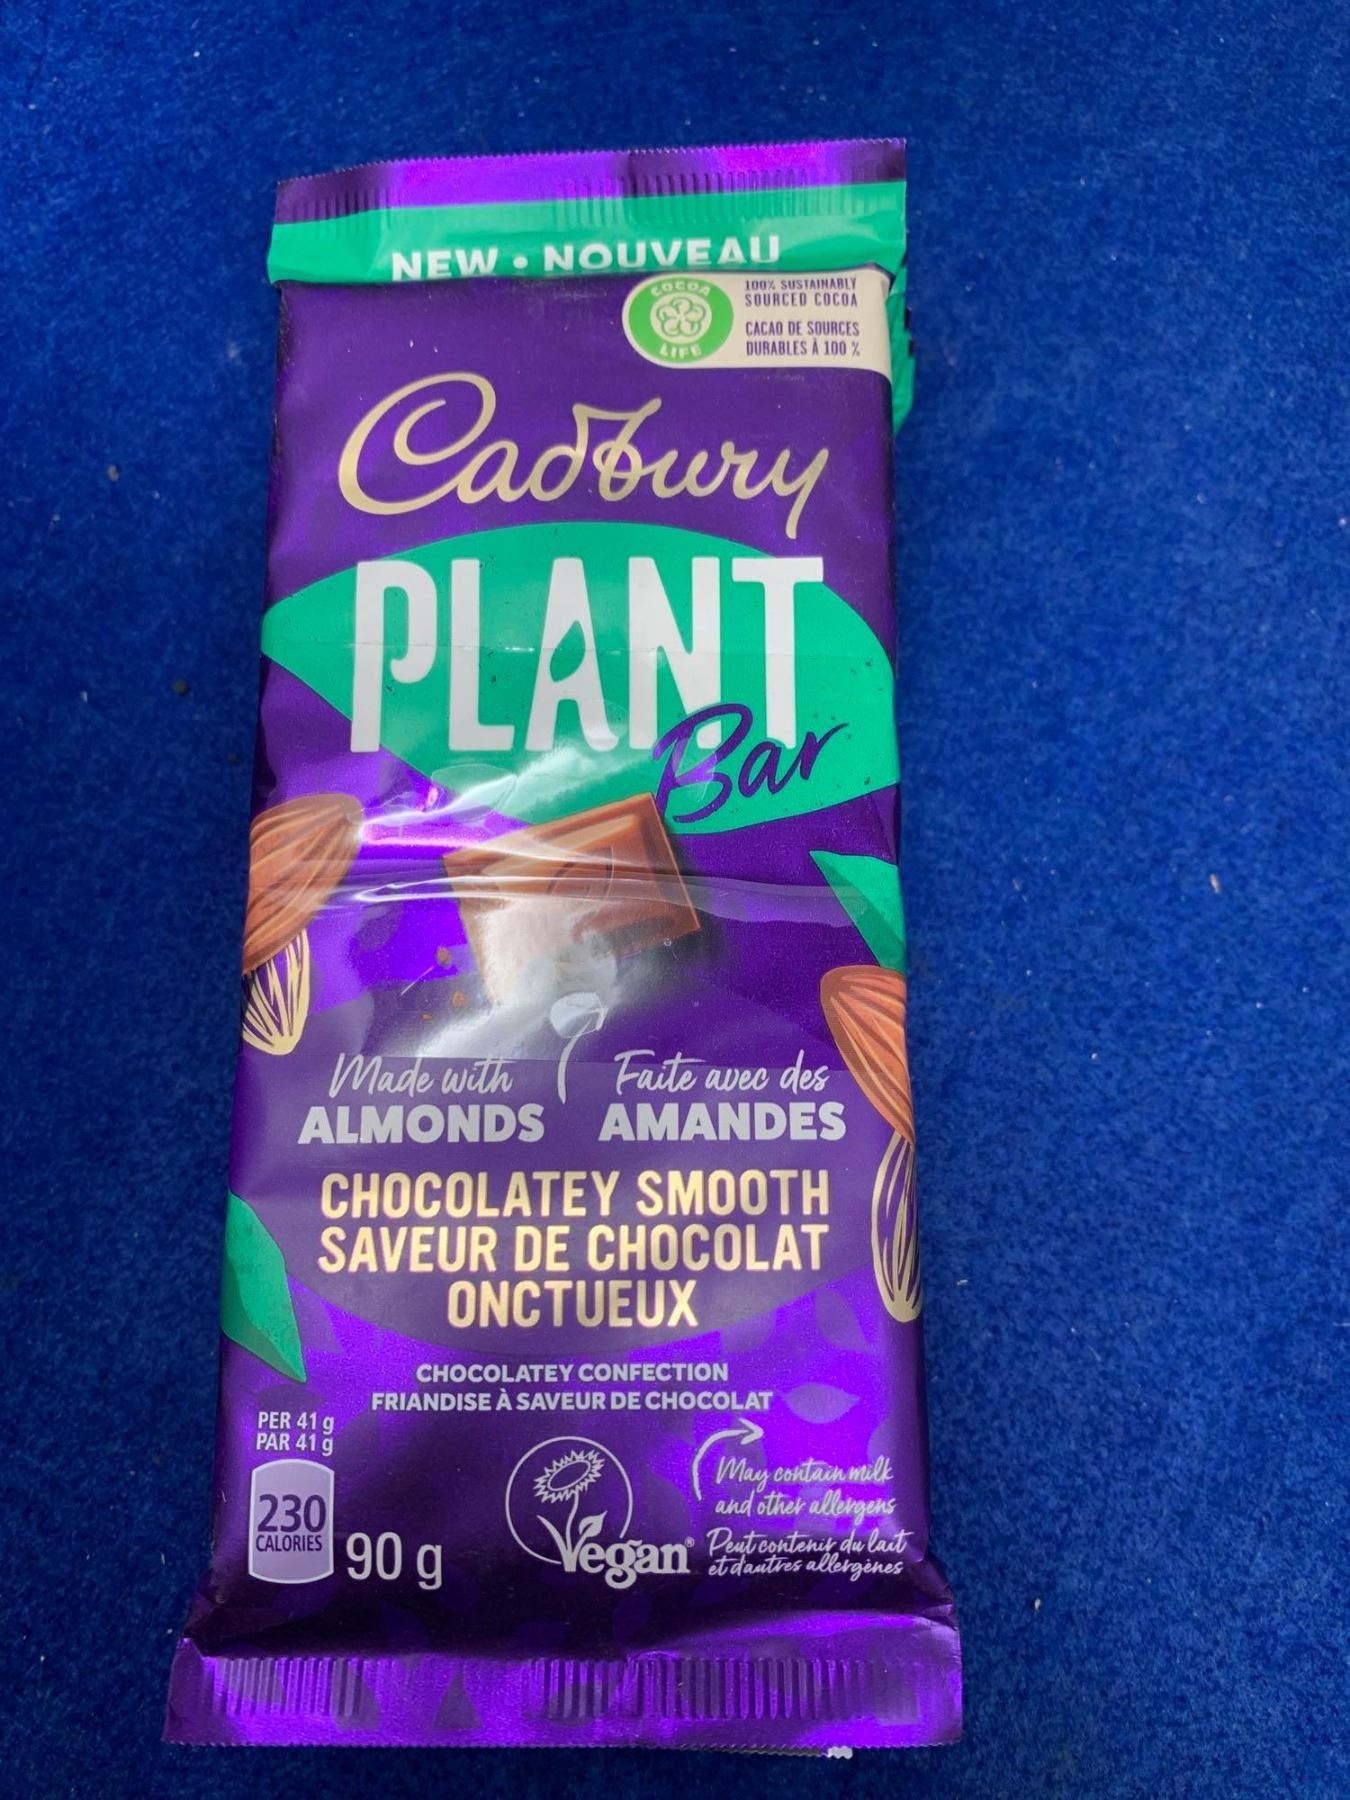 NEW • NOUVEAU
COCOA
LIFE
100% SUSTAINABLY
SOURCED COCOA
CACAO DE SOURCES
DURABLES À 100 %
Cadbury
PLANT
Bar
Made with
ALMONDS
Faite avec des
AMANDES
CHOCOLATEY SMOOTH
SAVEUR DE CHOCOLAT
ONCTUEUX
CHOCOLATEY CONFECTION
FRIANDISE À SAVEUR DE CHOCOLAT
PER 41 g
PAR 41 g
230
CALORIES
90 g
Vegan®
May contain milk
and other allergens
Peut contenir du lait
et d'autres allergènes